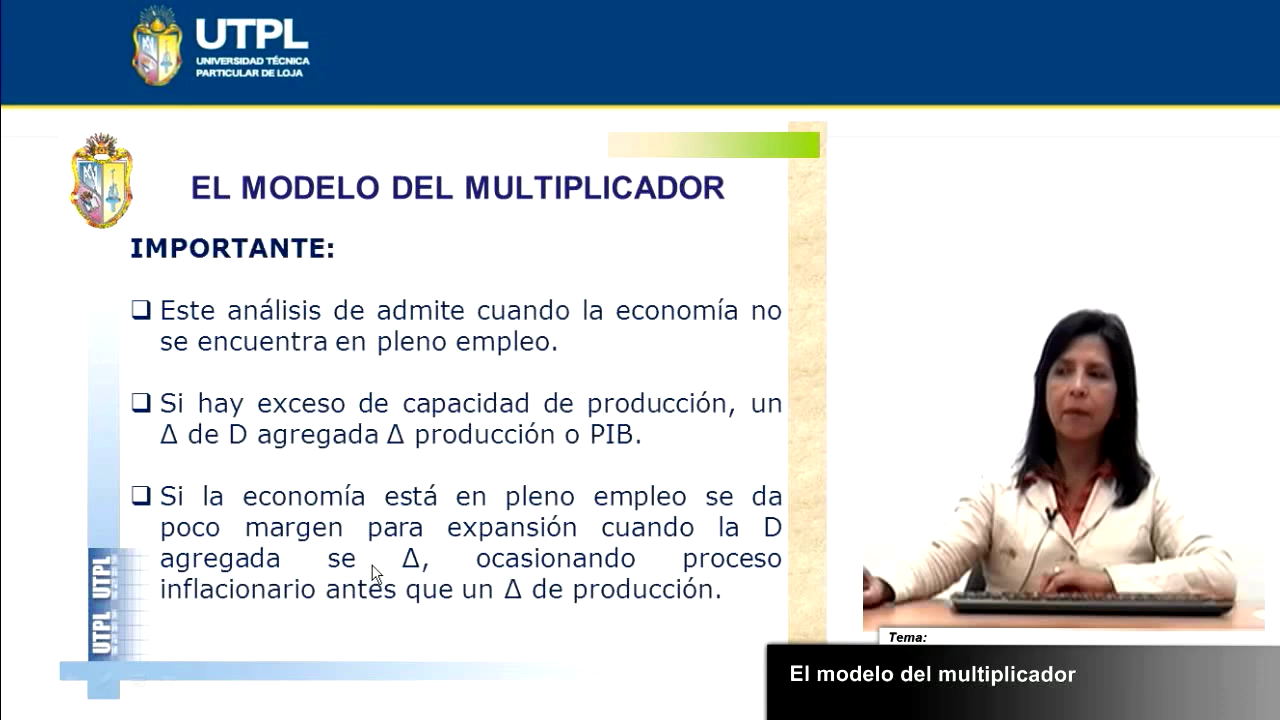 UTPL
UNIVERSIDAD TÉCNICA
PARTICULAR DE LOJA
EL MODELO DEL MULTIPLICADOR
IMPORTANTE:
Este análisis de admite cuando la economía no
se encuentra en pleno empleo.
Si hay exceso de capacidad de producción, un
Δ de D agregada Δ producción o PIB.
Si la economía está en pleno empleo se da
poco margen para expansión cuando la D
agregada se Δ, ocasionando proceso
inflacionario antes que un Δ de producción.
UTPL UTPL
Tema:
El modelo del multiplicador